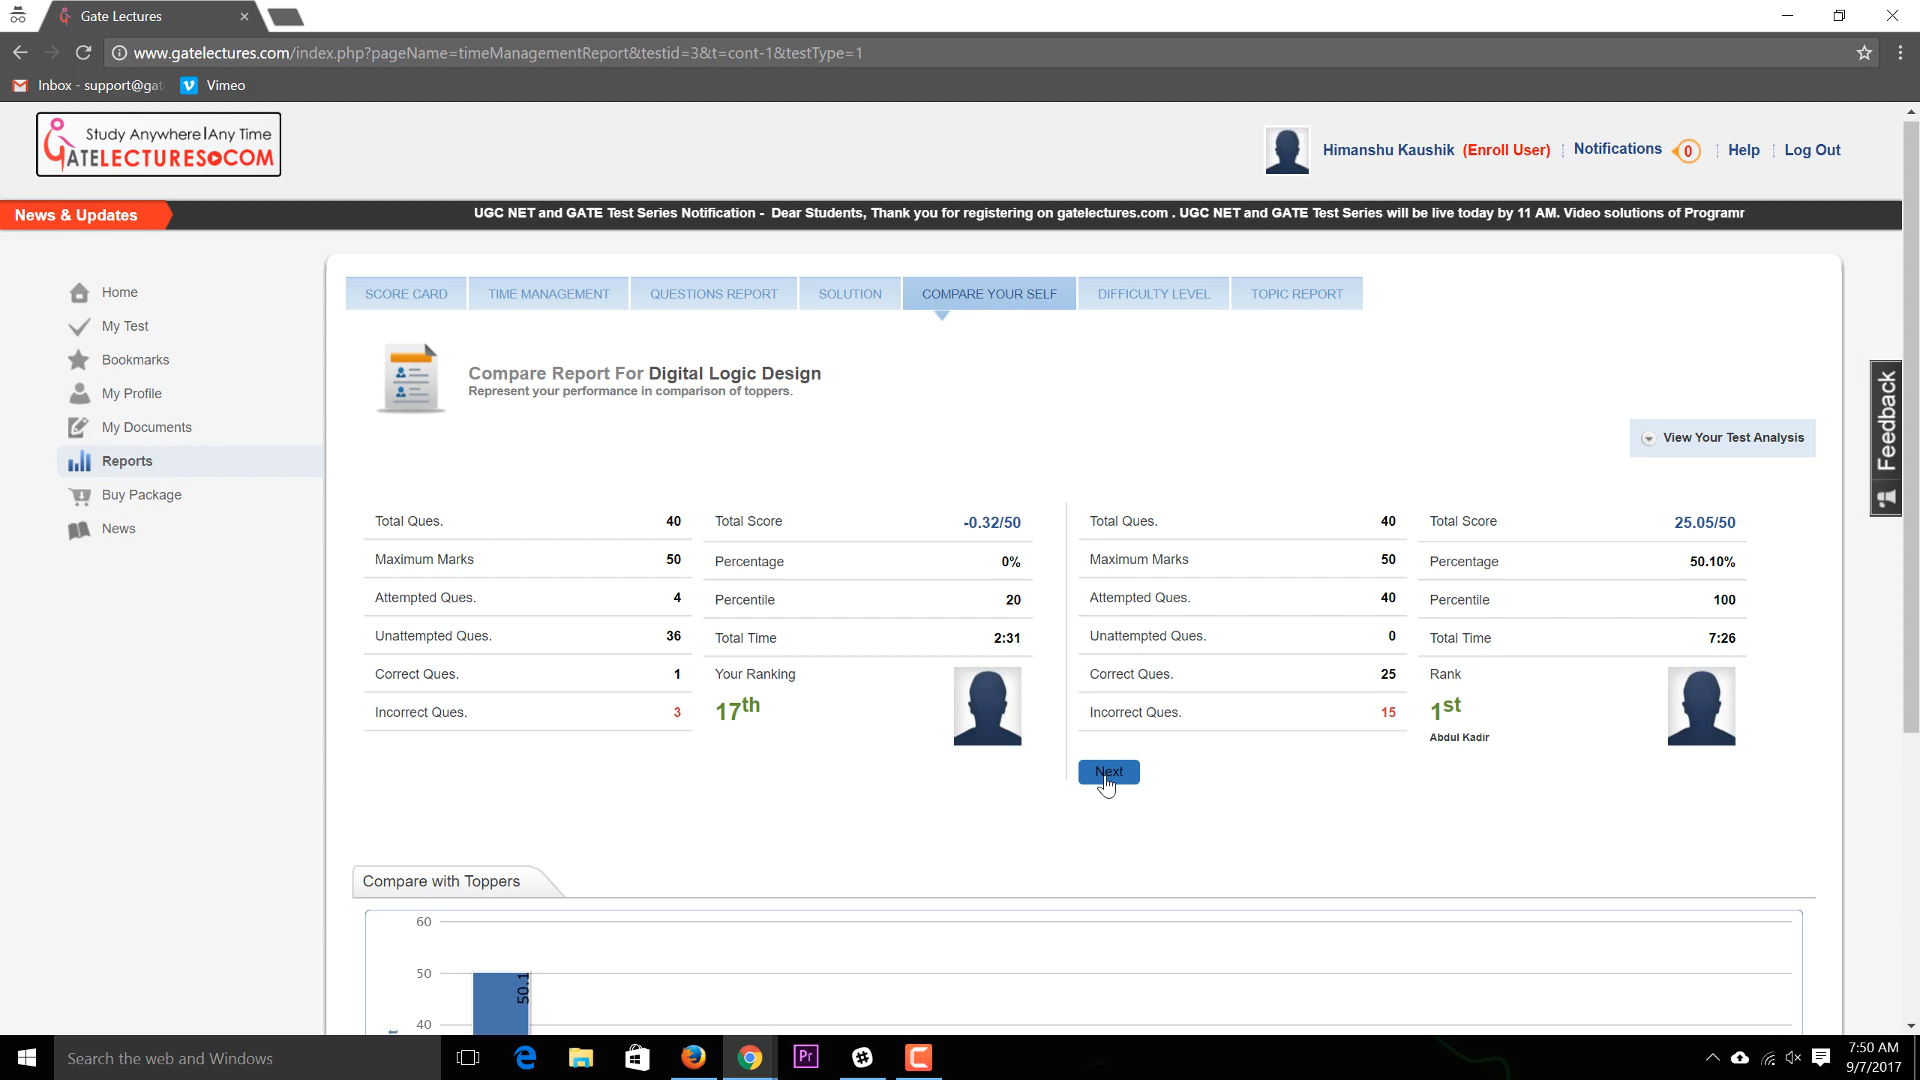 Gate Lectures
www.gatelectures.com/index.php?pageName=timeManagementReport&testid=3&t=cont-1&testType=1
Inbox - support@gat
Vimeo
Study Anywhere|Any Time
GATELECTURES.COM
Himanshu Kaushik (Enroll User)
Notifications 0
Help
Log Out
News & Updates
UGC NET and GATE Test Series Notification - Dear Students, Thank you for registering on gatelectures.com . UGC NET and GATE Test Series will be live today by 11 AM. Video solutions of Programr
Home
My Test
Bookmarks
My Profile
My Documents
Reports
Buy Package
News
SCORE CARD
TIME MANAGEMENT
QUESTIONS REPORT
SOLUTION
COMPARE YOUR SELF
DIFFICULTY LEVEL
TOPIC REPORT
Compare Report For Digital Logic Design
Represent your performance in comparison of toppers.
View Your Test Analysis
Feedback
Total Ques. 40
Maximum Marks 50
Attempted Ques. 4
Unattempted Ques. 36
Correct Ques. 1
Incorrect Ques. 3
Total Score -0.32/50
Percentage 0%
Percentile 20
Total Time 2:31
Your Ranking
17th
Total Ques. 40
Maximum Marks 50
Attempted Ques. 40
Unattempted Ques. 0
Correct Ques. 25
Incorrect Ques. 15
Total Score 25.05/50
Percentage 50.10%
Percentile 100
Total Time 7:26
Rank
1st
Abdul Kadir
Next
Compare with Toppers
60
50
40
50.1
Search the web and Windows
Pr
7:50 AM
9/7/2017